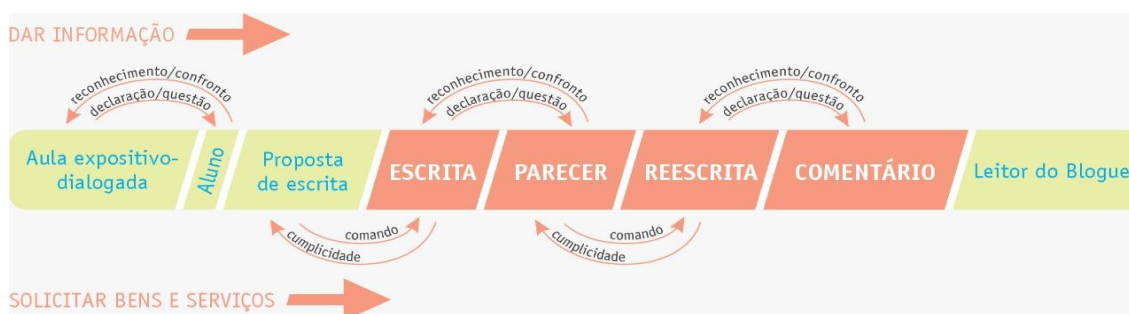 DAR INFORMAÇÃO
reconhecimento/confronto
declaração/questão
reconhecimento/confronto
declaração/questão
reconhecimento/confronto
declaração/questão
Aula expositivo-
dialogada
Aluno
Proposta
de escrita
ESCRITA
PARECER
REESCRITA
COMENTÁRIO
Leitor do Blogue
comando
cumplicidade
comando
cumplicidade
SOLICITAR BENS E SERVIÇOS